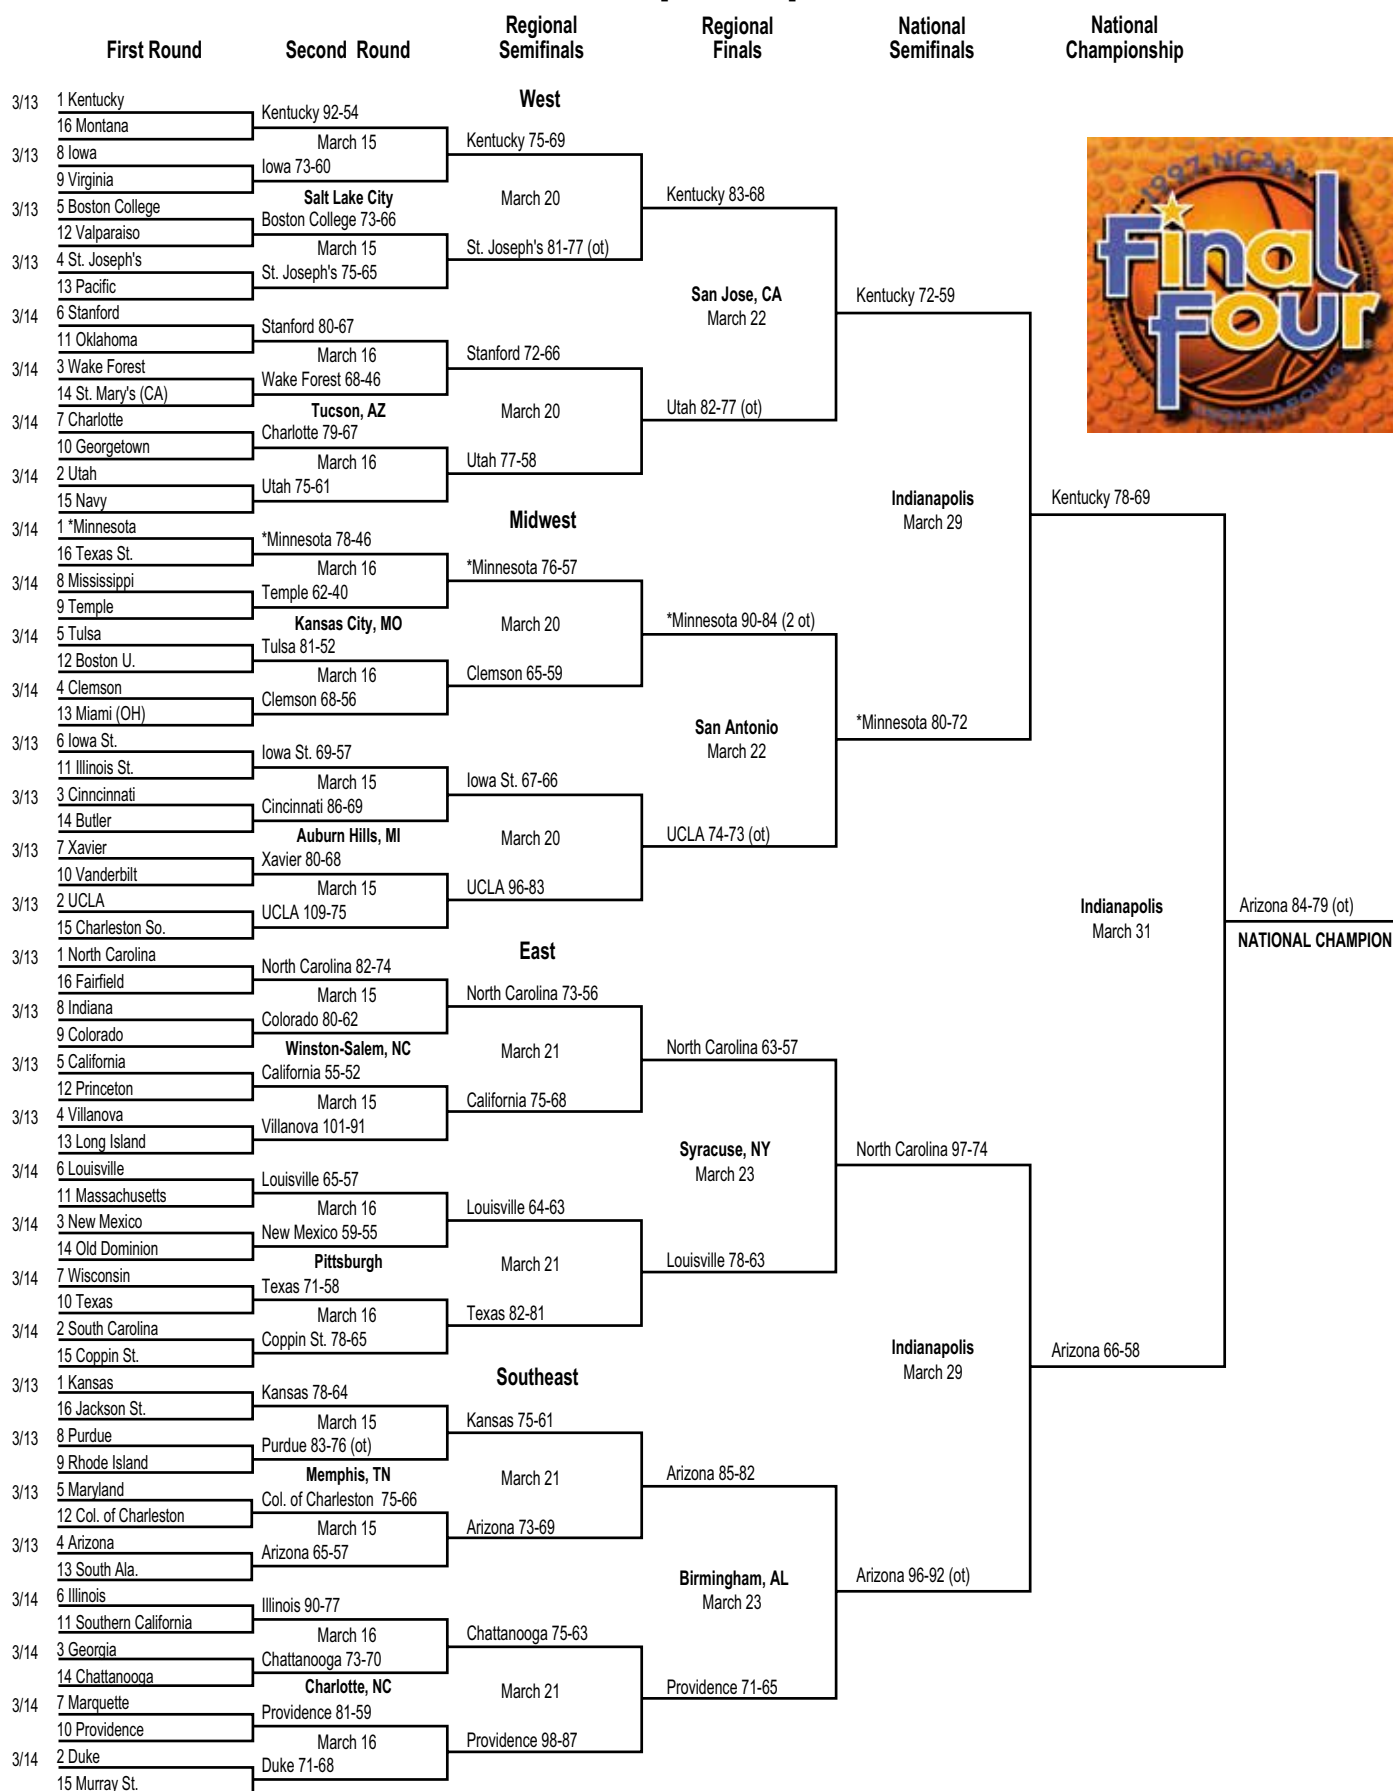 First Round
Second Round
Regional
Semifinals
Regional
Finals
National
Semifinals
National
Championship
West
3/13
1 Kentucky
16 Montana
3/13
8 Iowa
9 Virginia
3/13
5 Boston College
12 Valparaiso
3/13
4 St. Joseph's
13 Pacific
3/14
6 Stanford
11 Oklahoma
3/14
3 Wake Forest
14 St. Mary's (CA)
3/14
7 Charlotte
10 Georgetown
3/14
2 Utah
15 Navy
Kentucky 92-54
March 15
Iowa 73-60
Salt Lake City
Boston College 73-66
March 15
St. Joseph's 75-65
Stanford 80-67
March 16
Wake Forest 68-46
Tucson, AZ
Charlotte 79-67
March 16
Utah 75-61
Kentucky 75-69
March 20
St. Joseph's 81-77 (ot)
Stanford 72-66
March 20
Utah 77-58
Kentucky 83-68
San Jose, CA
March 22
Utah 82-77 (ot)
Kentucky 72-59
Midwest
3/14
1 *Minnesota
16 Texas St.
3/14
8 Mississippi
9 Temple
3/14
5 Tulsa
12 Boston U.
3/14
4 Clemson
13 Miami (OH)
3/13
6 Iowa St.
11 Illinois St.
3/13
3 Cinncinnati
14 Butler
3/13
7 Xavier
10 Vanderbilt
3/13
2 UCLA
15 Charleston So.
*Minnesota 78-46
March 16
Temple 62-40
Kansas City, MO
Tulsa 81-52
March 16
Clemson 68-56
Iowa St. 69-57
March 15
Cincinnati 86-69
Auburn Hills, MI
Xavier 80-68
March 15
UCLA 109-75
*Minnesota 76-57
March 20
Clemson 65-59
Iowa St. 67-66
March 20
UCLA 96-83
*Minnesota 90-84 (2 ot)
San Antonio
March 22
UCLA 74-73 (ot)
*Minnesota 80-72
East
3/13
1 North Carolina
16 Fairfield
3/13
8 Indiana
9 Colorado
3/13
5 California
12 Princeton
3/13
4 Villanova
13 Long Island
3/14
6 Louisville
11 Massachusetts
3/14
3 New Mexico
14 Old Dominion
3/14
7 Wisconsin
10 Texas
3/14
2 South Carolina
15 Coppin St.
North Carolina 82-74
March 15
Colorado 80-62
Winston-Salem, NC
California 55-52
March 15
Villanova 101-91
Louisville 65-57
March 16
New Mexico 59-55
Pittsburgh
Texas 71-58
March 16
Coppin St. 78-65
North Carolina 73-56
March 21
California 75-68
Louisville 64-63
March 21
Texas 82-81
North Carolina 63-57
Syracuse, NY
March 23
Louisville 78-63
North Carolina 97-74
Southeast
3/13
1 Kansas
16 Jackson St.
3/13
8 Purdue
9 Rhode Island
3/13
5 Maryland
12 Col. of Charleston
3/13
4 Arizona
13 South Ala.
3/14
6 Illinois
11 Southern California
3/14
3 Georgia
14 Chattanooga
3/14
7 Marquette
10 Providence
3/14
2 Duke
15 Murray St.
Kansas 78-64
March 15
Purdue 83-76 (ot)
Memphis, TN
Col. of Charleston 75-66
March 15
Arizona 65-57
Illinois 90-77
March 16
Chattanooga 73-70
Charlotte, NC
Providence 81-59
March 16
Duke 71-68
Kansas 75-61
March 21
Arizona 73-69
Chattanooga 75-63
March 21
Providence 98-87
Arizona 85-82
Birmingham, AL
March 23
Providence 71-65
Arizona 96-92 (ot)
Indianapolis
March 29
Indianapolis
March 29
Kentucky 78-69
Indianapolis
March 31
Arizona 66-58
Arizona 84-79 (ot)
NATIONAL CHAMPION
1997 NCAA
Final
Four
INDIANAPOLIS